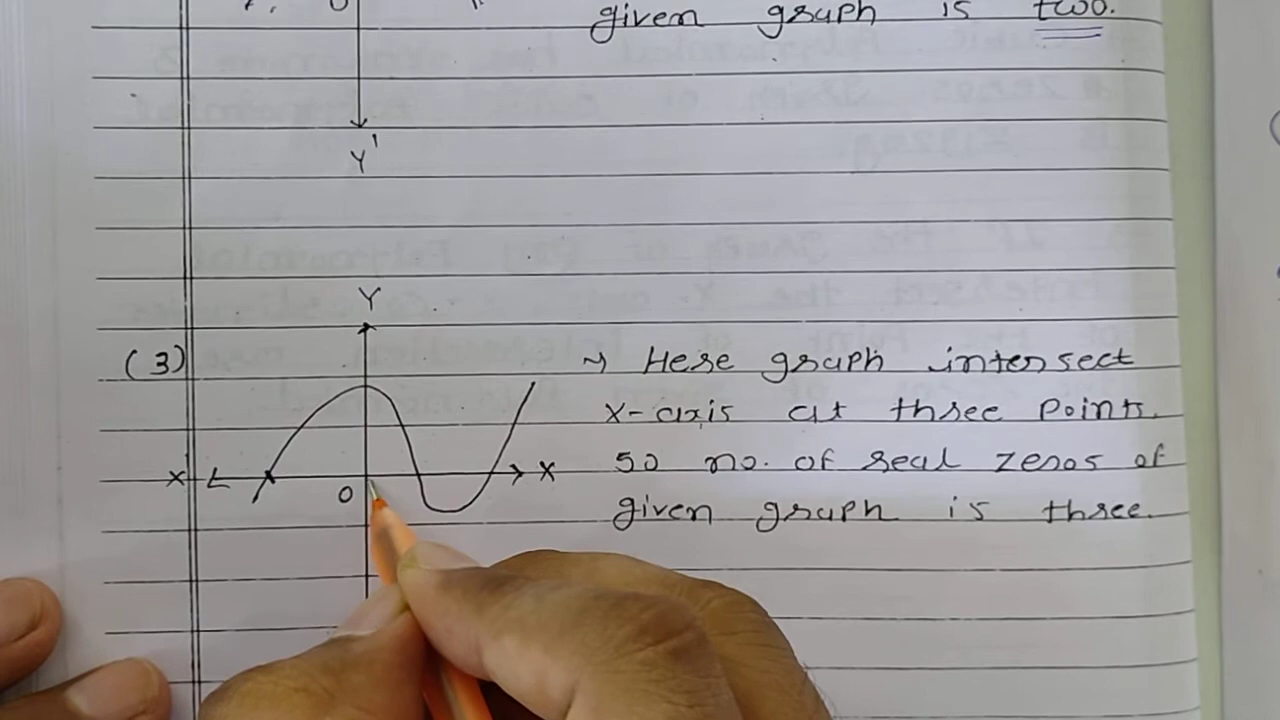 given graph is two.
Y'
Y
(3)
~ Here graph intersect
X-axis at three points.
X' O X
So no. of real zeros of
given graph is three.